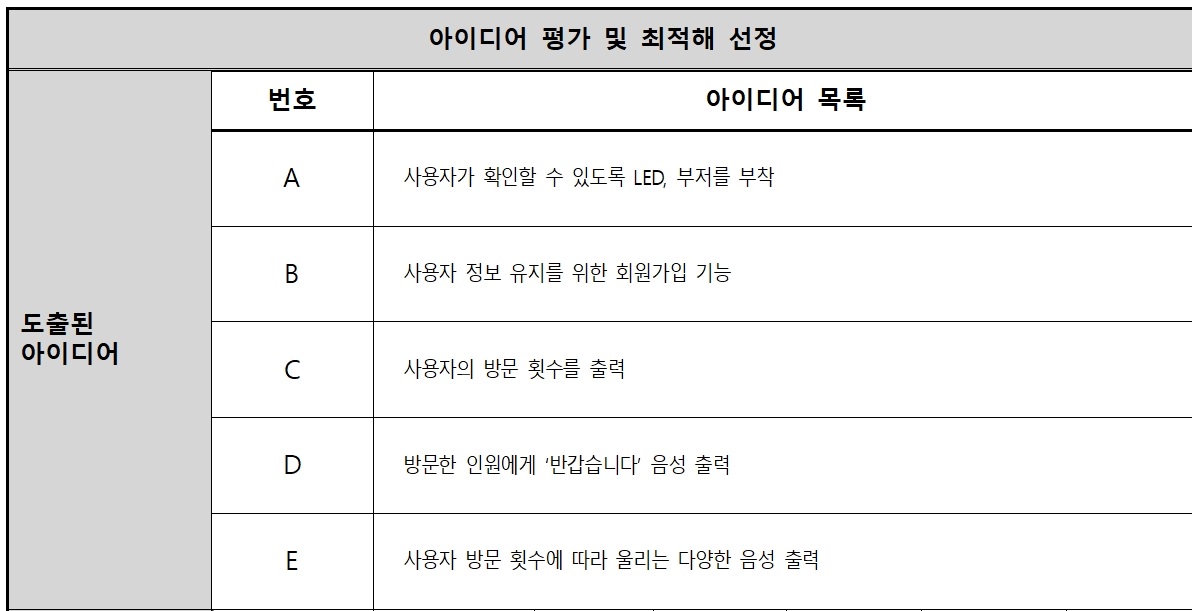 아이디어 평가 및 최적해 선정
번호
아이디어 목록
도출된
아이디어
A
사용자가 확인할 수 있도록 LED, 부저를 부착
B
사용자 정보 유지를 위한 회원가입 기능
C
사용자의 방문 횟수를 출력
D
방문한 인원에게 '반갑습니다’ 음성 출력
E
사용자 방문 횟수에 따라 울리는 다양한 음성 출력